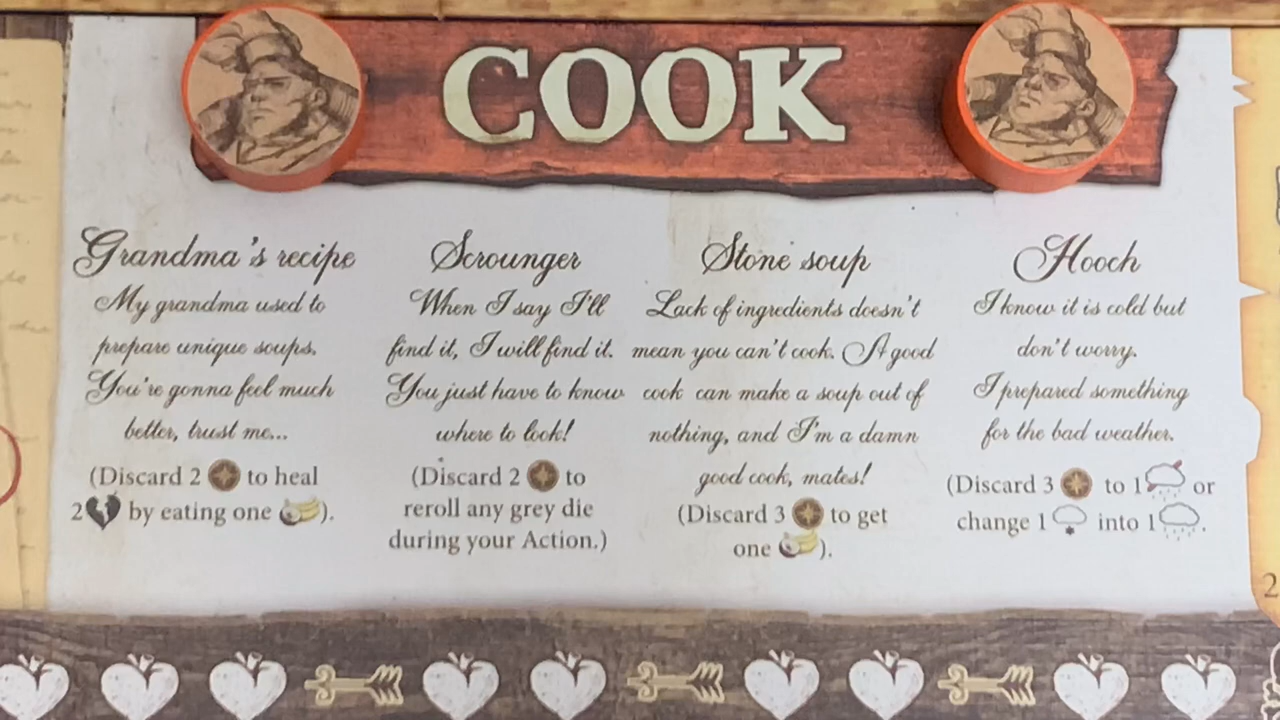 COOK
Grandma's recipe
My grandma used to
prepare unique soups.
You're gonna feel much
better, trust me...
(Discard 2 to heal
2 by eating one ).
Scrounger
When I say I'll
find it, I will find it.
You just have to know
where to look!
(Discard 2 to
reroll any grey die
during your Action.)
Stone soup
Lack of ingredients doesn't
mean you can't cook. A good
cook can make a soup out of
nothing, and I'm a damn
good cook, mates!
(Discard 3 to get
one ).
Hooch
I know it is cold but
don't worry.
I prepared something
for the bad weather.
(Discard 3 to 1 or
change 1 into 1 .
2